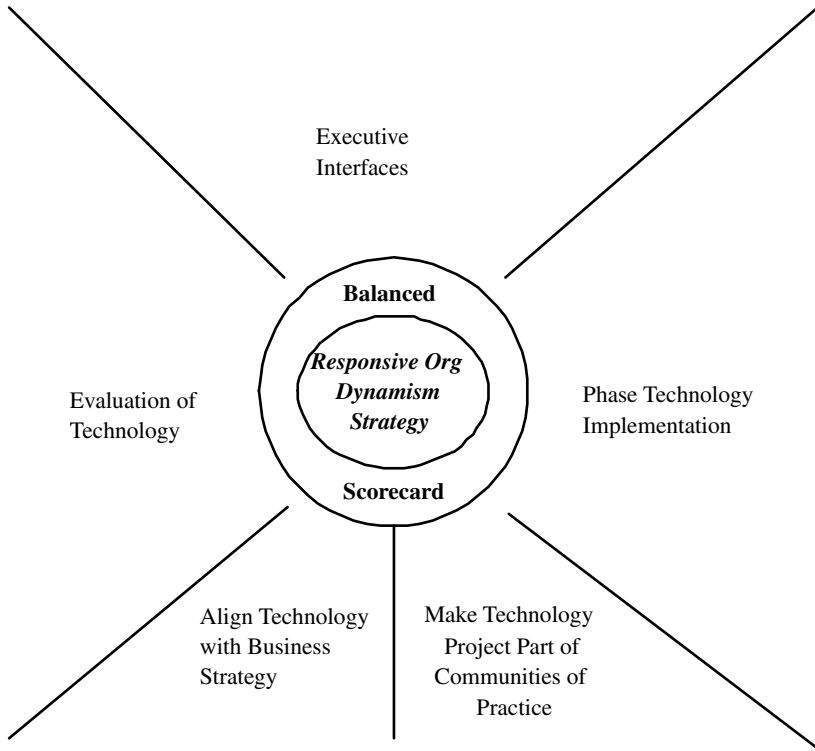 Executive
Interfaces
Balanced
Responsive Org
Dynamism
Strategy
Scorecard
Evaluation of
Technology
Phase Technology
Implementation
Align Technology
with Business
Strategy
Make Technology
Project Part of
Communities of
Practice